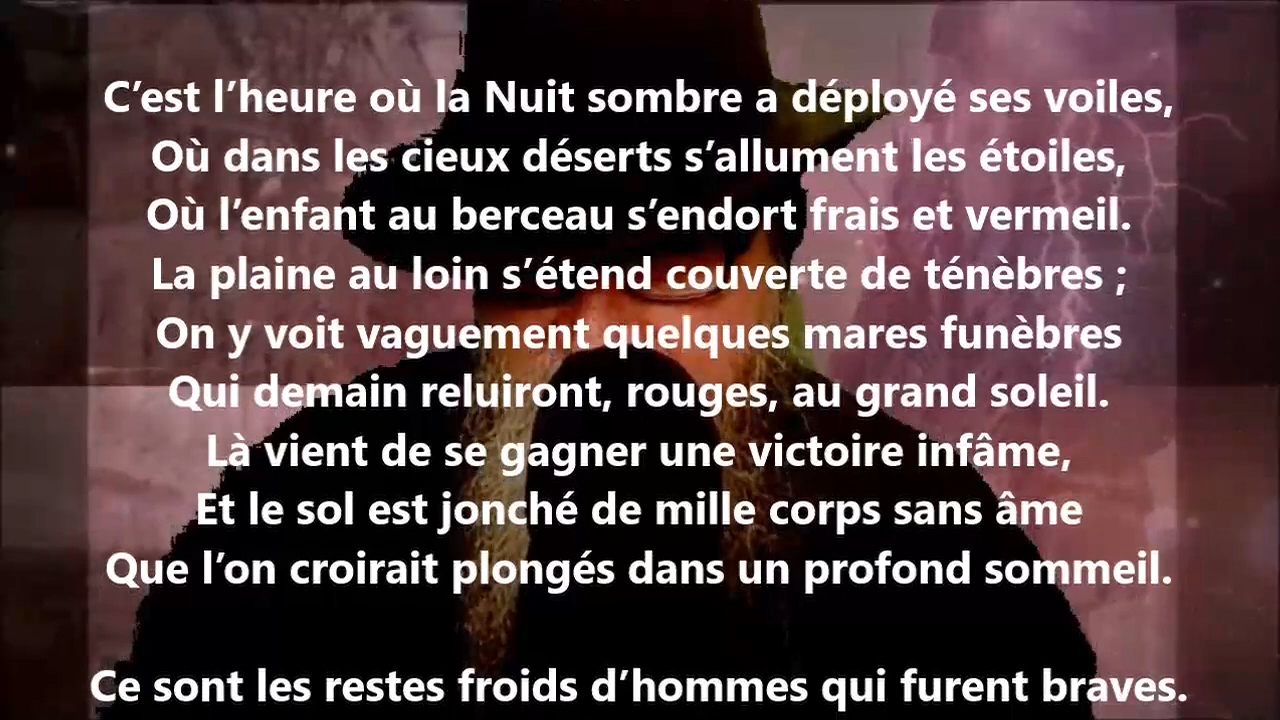 C’est l’heure où la Nuit sombre a déployé ses voiles,
Où dans les cieux déserts s’allument les étoiles,
Où l’enfant au berceau s’endort frais et vermeil.
La plaine au loin s’étend couverte de ténèbres ;
On y voit vaguement quelques mares funèbres
Qui demain reluiront, rouges, au grand soleil.
Là vient de se gagner une victoire infâme,
Et le sol est jonché de mille corps sans âme
Que l’on croirait plongés dans un profond sommeil.
Ce sont les restes froids d’hommes qui furent braves.